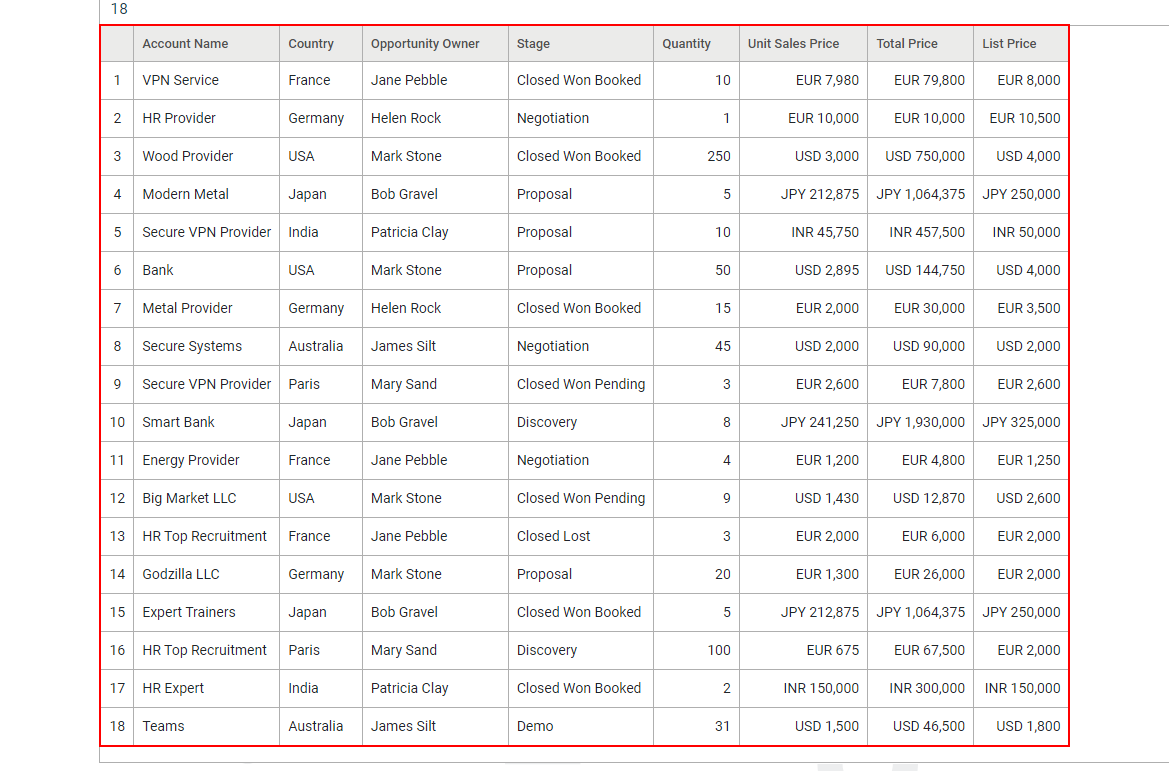 18
Account Name Country Opportunity Owner Stage Quantity Unit Sales Price Total Price List Price
1 VPN Service France Jane Pebble Closed Won Booked 10 EUR 7,980 EUR 79,800 EUR 8,000
2 HR Provider Germany Helen Rock Negotiation 1 EUR 10,000 EUR 10,000 EUR 10,500
3 Wood Provider USA Mark Stone Closed Won Booked 250 USD 3,000 USD 750,000 USD 4,000
4 Modern Metal Japan Bob Gravel Proposal 5 JPY 212,875 JPY 1,064,375 JPY 250,000
5 Secure VPN Provider India Patricia Clay Proposal 10 INR 45,750 INR 457,500 INR 50,000
6 Bank USA Mark Stone Proposal 50 USD 2,895 USD 144,750 USD 4,000
7 Metal Provider Germany Helen Rock Closed Won Booked 15 EUR 2,000 EUR 30,000 EUR 3,500
8 Secure Systems Australia James Silt Negotiation 45 USD 2,000 USD 90,000 USD 2,000
9 Secure VPN Provider Paris Mary Sand Closed Won Pending 3 EUR 2,600 EUR 7,800 EUR 2,600
10 Smart Bank Japan Bob Gravel Discovery 8 JPY 241,250 JPY 1,930,000 JPY 325,000
11 Energy Provider France Jane Pebble Negotiation 4 EUR 1,200 EUR 4,800 EUR 1,250
12 Big Market LLC USA Mark Stone Closed Won Pending 9 USD 1,430 USD 12,870 USD 2,600
13 HR Top Recruitment France Jane Pebble Closed Lost 3 EUR 2,000 EUR 6,000 EUR 2,000
14 Godzilla LLC Germany Mark Stone Proposal 20 EUR 1,300 EUR 26,000 EUR 2,000
15 Expert Trainers Japan Bob Gravel Closed Won Booked 5 JPY 212,875 JPY 1,064,375 JPY 250,000
16 HR Top Recruitment Paris Mary Sand Discovery 100 EUR 675 EUR 67,500 EUR 2,000
17 HR Expert India Patricia Clay Closed Won Booked 2 INR 150,000 INR 300,000 INR 150,000
18 Teams Australia James Silt Demo 31 USD 1,500 USD 46,500 USD 1,800